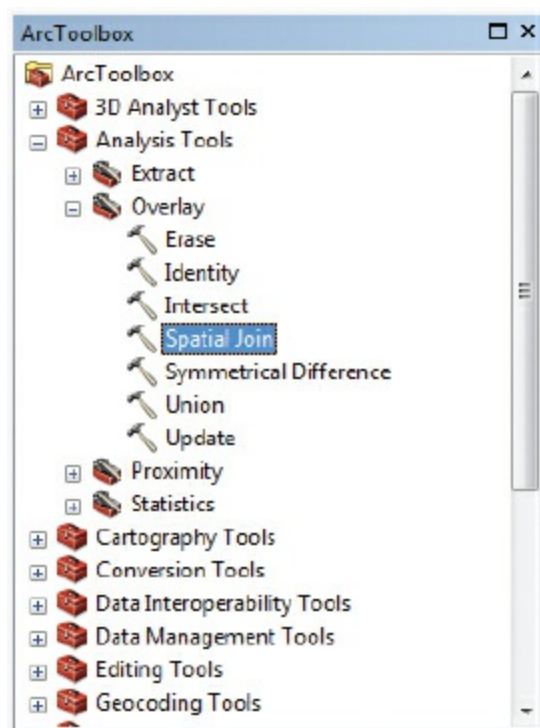 ArcToolbox
ArcToolbox
3D Analyst Tools
Analysis Tools
Extract
Overlay
Erase
Identity
Intersect
Spatial Join
Symmetrical Difference
Union
Update
Proximity
Statistics
Cartography Tools
Conversion Tools
Data Interoperability Tools
Data Management Tools
Editing Tools
Geocoding Tools